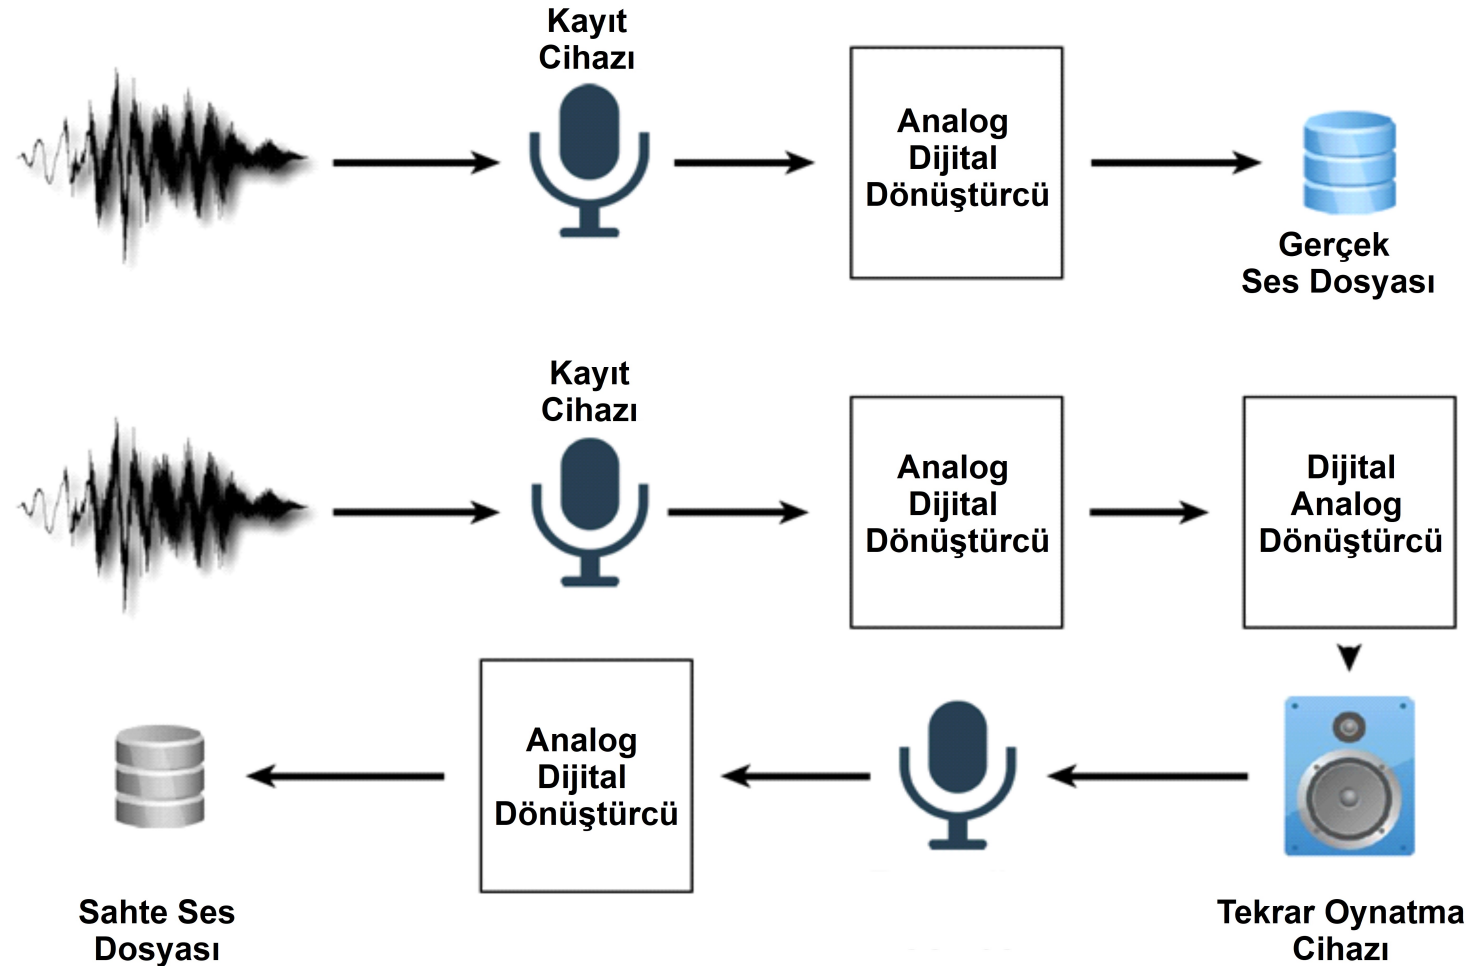 Kayıt
Cihazı
Analog
Dijital
Dönüştürcü
Gerçek
Ses Dosyası
Kayıt
Cihazı
Analog
Dijital
Dönüştürcü
Dijital
Analog
Dönüştürcü
Analog
Dijital
Dönüştürcü
Sahte Ses
Dosyası
Tekrar Oynatma
Cihazı